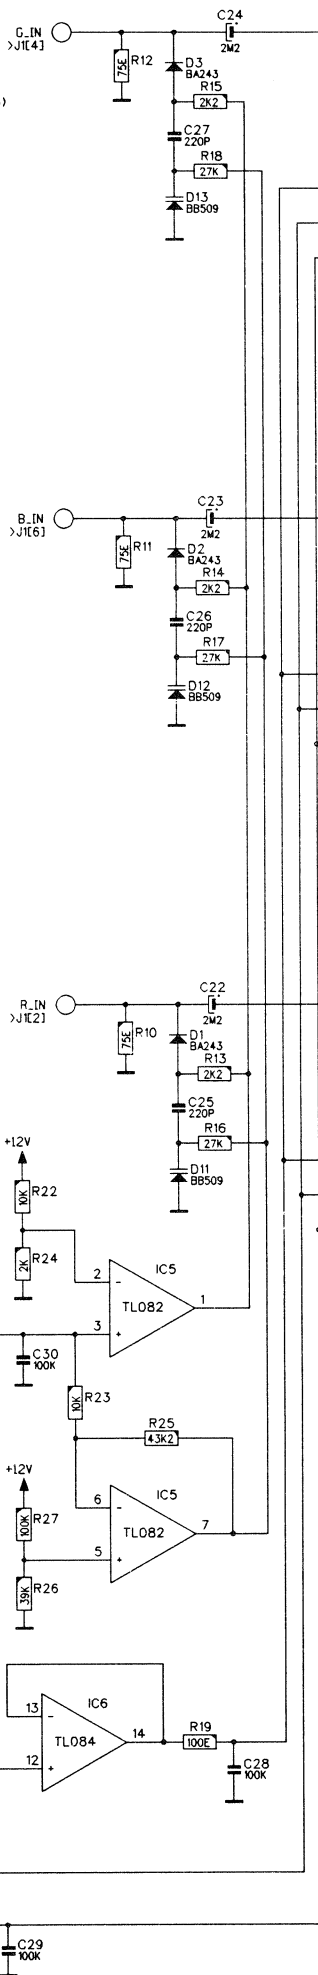 C24
G_IN
>J1[4]
2M2
R12
75E
D3
BA243
R15
2K2
)
C27
220P
R18
27K
D13
BB509
C23
B_IN
>J1[6]
2M2
R11
75E
D2
BA243
R14
2K2
C26
220P
R17
27K
D12
BB509
C22
R_IN
>J1[2]
2M2
R10
75E
D1
BA243
R13
2K2
C25
220P
R16
27K
D11
BB509
+12V
R22
10K
R24
2K
IC5
2
-
TL082
1
3
+
C30
100K
R23
10K
R25
43K2
+12V
IC5
R27
100K
6
-
TL082
7
5
+
R26
39K
IC6
13
-
TL084
14
R19
100E
12
+
C28
100K
C29
100K